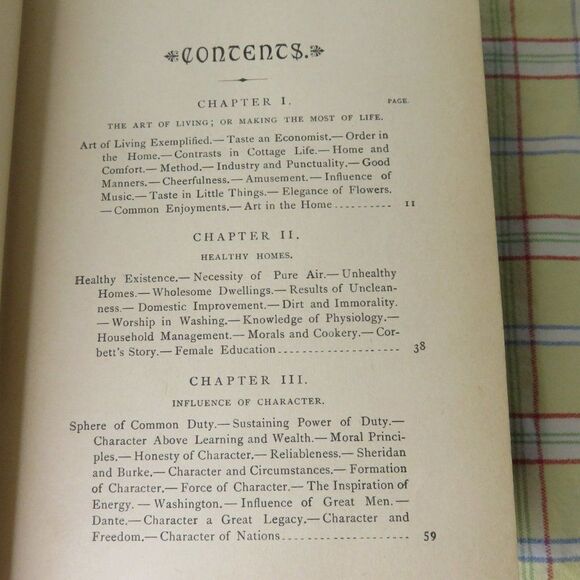 CONTENTS.
CHAPTER I. PAGE.
THE ART OF LIVING; OR MAKING THE MOST OF LIFE.
Art of Living Exemplified.—Taste an Economist.—Order in
the Home.—Contrasts in Cottage Life.—Home and
Comfort.—Method.—Industry and Punctuality.—Good
Manners.—Cheerfulness.—Amusement.—Influence of
Music.—Taste in Little Things.—Elegance of Flowers.
—Common Enjoyments.—Art in the Home.......... 11
CHAPTER II.
HEALTHY HOMES.
Healthy Existence.—Necessity of Pure Air.—Unhealthy
Homes.—Wholesome Dwellings.—Results of Unclean-
ness.—Domestic Improvement.—Dirt and Immorality.
—Worship in Washing.—Knowledge of Physiology.—
Household Management.—Morals and Cookery.—Cor-
bett's Story.—Female Education.................. 38
CHAPTER III.
INFLUENCE OF CHARACTER.
Sphere of Common Duty.—Sustaining Power of Duty.—
Character Above Learning and Wealth.—Moral Princi-
ples.—Honesty of Character.—Reliableness.—Sheridan
and Burke.—Character and Circumstances.—Formation
of Character.—Force of Character.—The Inspiration of
Energy.—Washington.—Influence of Great Men.—
Dante.—Character a Great Legacy.—Character and
Freedom.—Character of Nations.................. 59